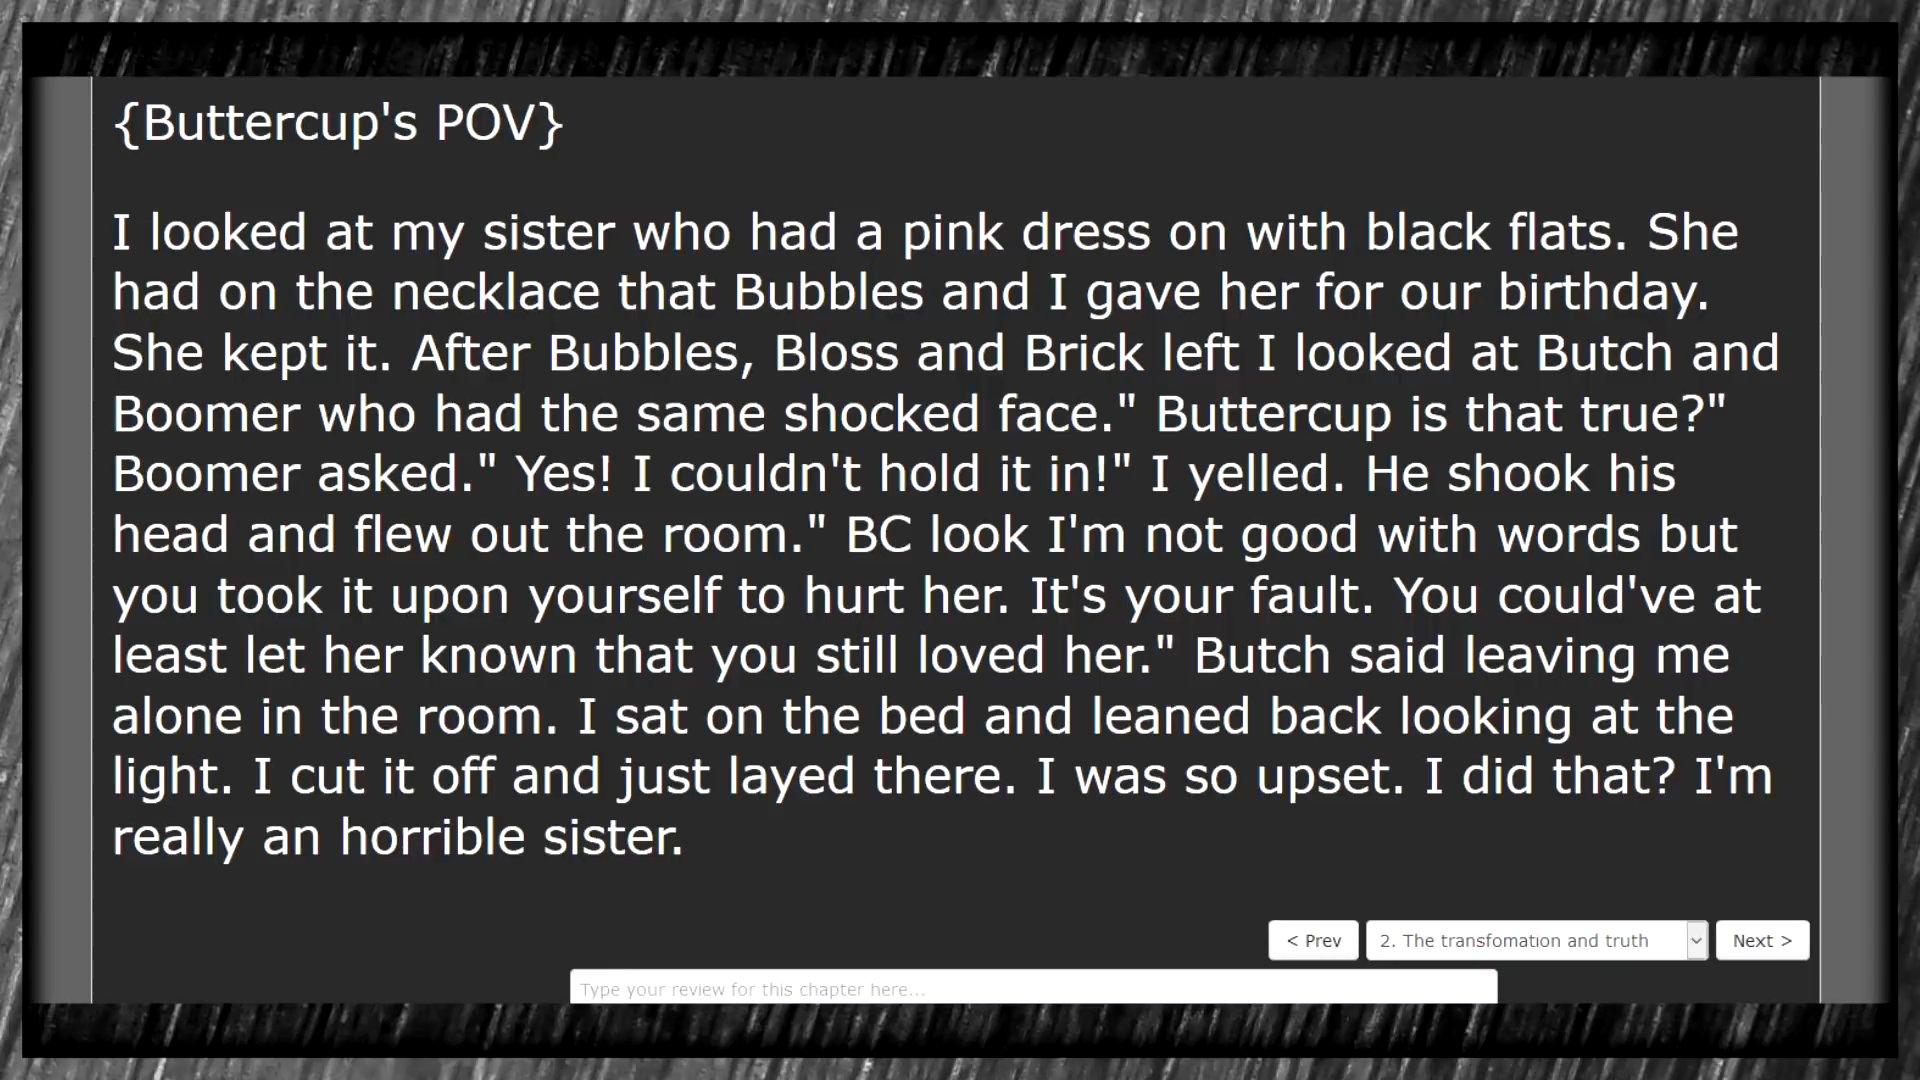 {Buttercup's POV}
I looked at my sister who had a pink dress on with black flats. She
had on the necklace that Bubbles and I gave her for our birthday.
She kept it. After Bubbles, Bloss and Brick left I looked at Butch and
Boomer who had the same shocked face." Buttercup is that true?"
Boomer asked." Yes! I couldn't hold it in!" I yelled. He shook his
head and flew out the room." BC look I'm not good with words but
you took it upon yourself to hurt her. It's your fault. You could've at
least let her known that you still loved her." Butch said leaving me
alone in the room. I sat on the bed and leaned back looking at the
light. I cut it off and just layed there. I was so upset. I did that? I'm
really an horrible sister.
< Prev 2. The transfomation and truth Next >
Type your review for this chapter here...